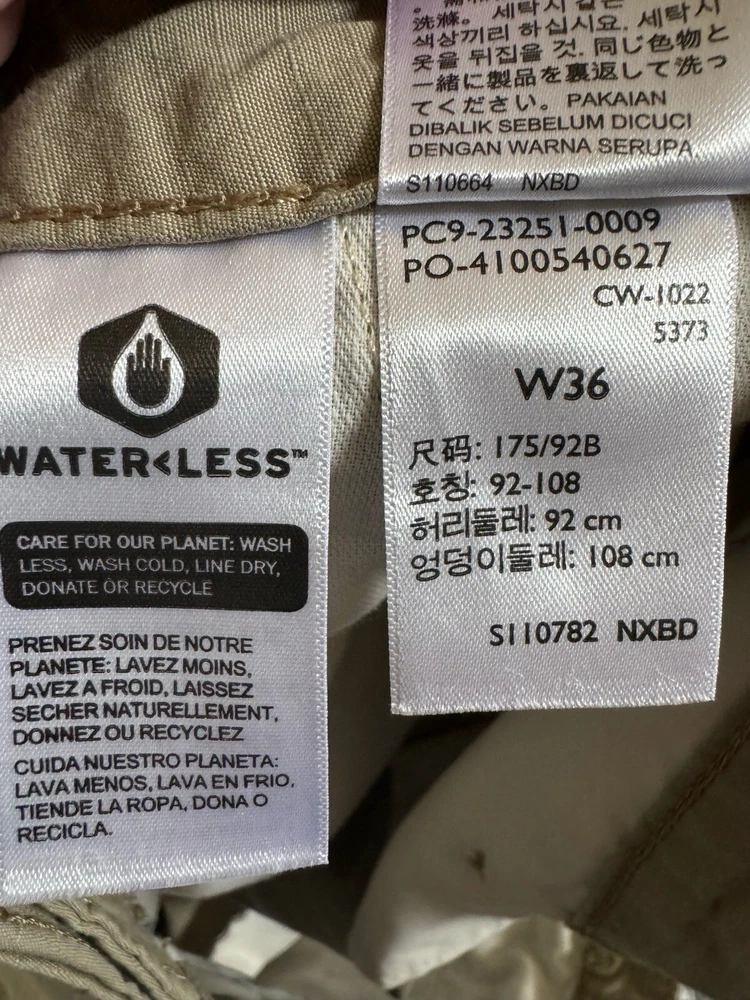 洗滌。 세탁시 같은
색상끼리 하십시요. 세탁시
옷을 뒤집을 것. 同じ色物と
一緒に製品を裏返して洗っ
てください。 PAKAIAN
DIBALIK SEBELUM DICUCI
DENGAN WARNA SERUPA.
S110664 NXBD
PC9-23251-0009
PO-4100540627
CW-1022
5373
W36
尺码: 175/92B
호칭: 92-108
허리둘레: 92 cm
엉덩이둘레: 108 cm
S110782 NXBD
WATER<LESS™
CARE FOR OUR PLANET: WASH
LESS, WASH COLD, LINE DRY,
DONATE OR RECYCLE
PRENEZ SOIN DE NOTRE
PLANETE: LAVEZ MOINS,
LAVEZ A FROID, LAISSEZ
SECHER NATURELLEMENT,
DONNEZ OU RECYCLEZ
CUIDA NUESTRO PLANETA:
LAVA MENOS, LAVA EN FRIO,
TIENDE LA ROPA, DONA O
RECICLA.